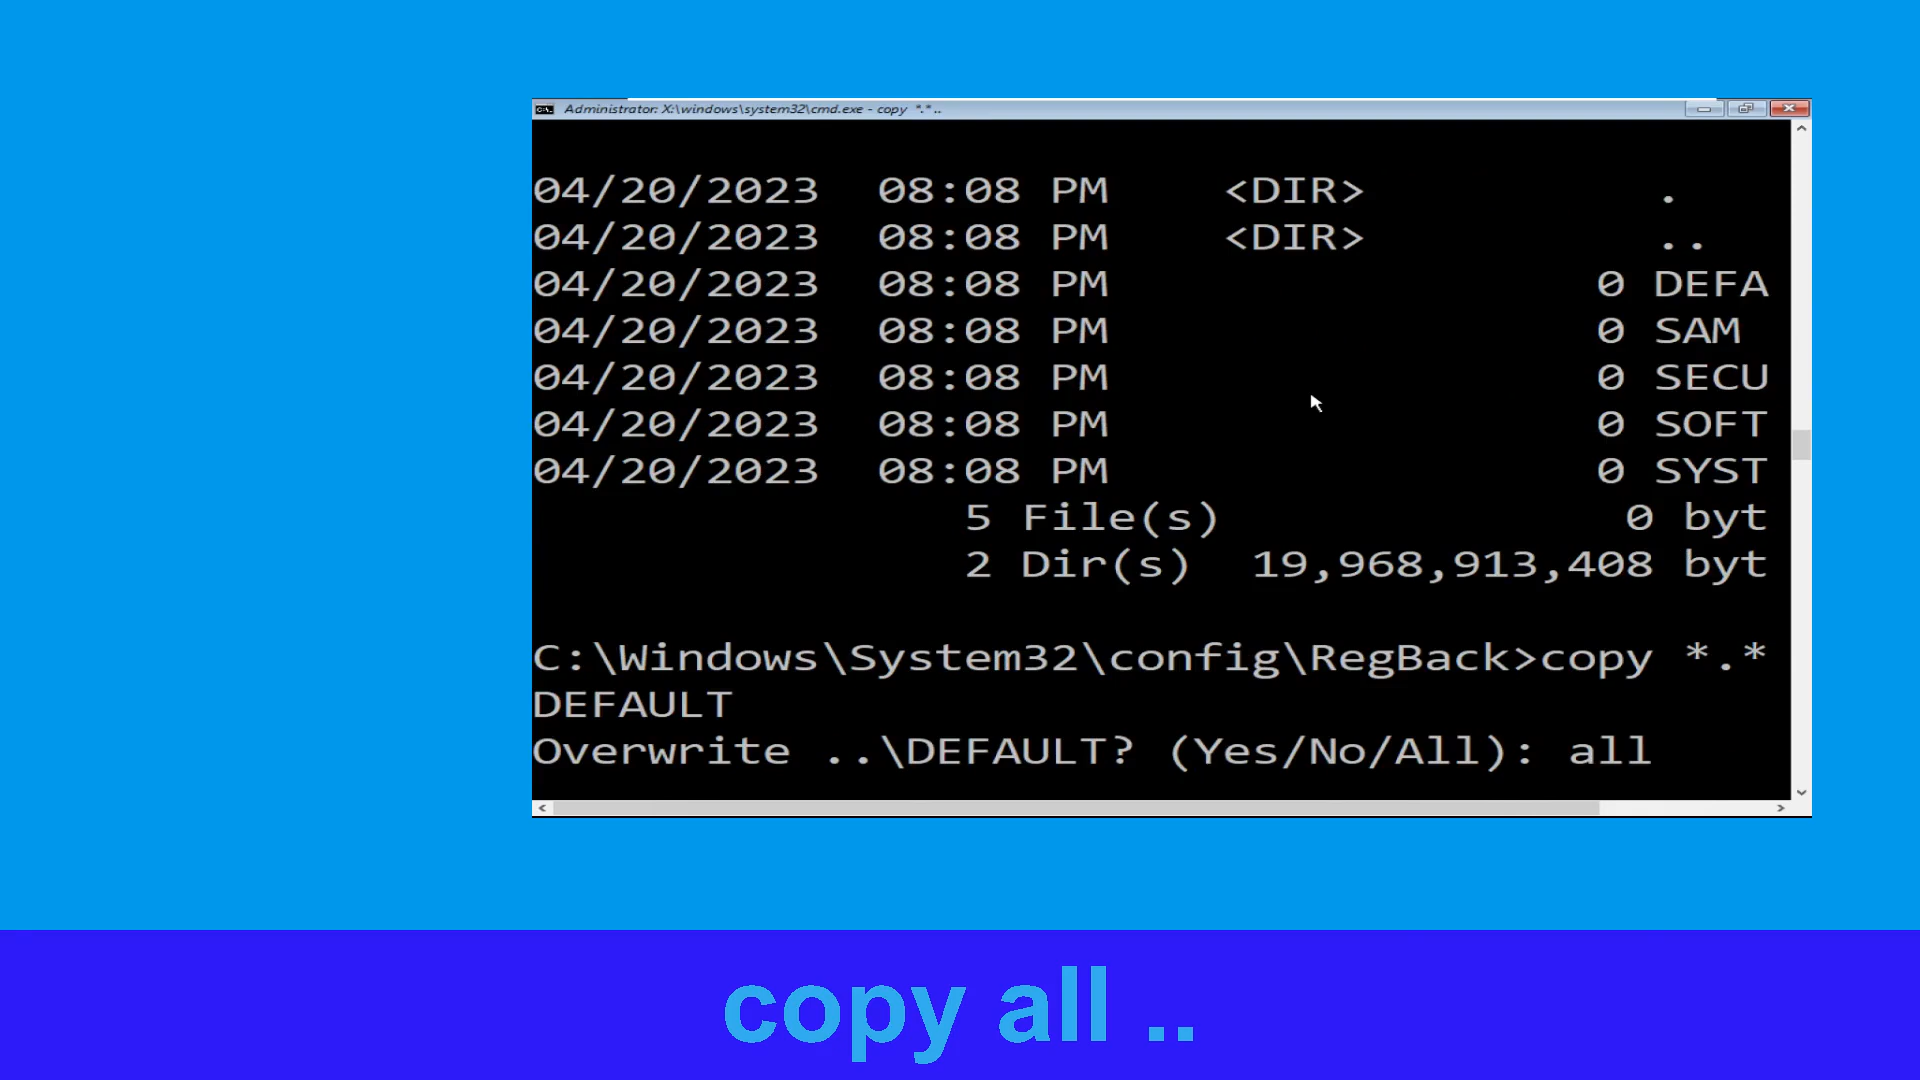 Administrator: X:\windows\system32\cmd.exe - copy *.* ..
04/20/2023 08:08 PM <DIR> .
04/20/2023 08:08 PM <DIR> ..
04/20/2023 08:08 PM 0 DEFA
04/20/2023 08:08 PM 0 SAM
04/20/2023 08:08 PM 0 SECU
04/20/2023 08:08 PM 0 SOFT
04/20/2023 08:08 PM 0 SYST
5 File(s) 0 byt
2 Dir(s) 19,968,913,408 byt
C:\Windows\System32\config\RegBack>copy *.*
DEFAULT
Overwrite ..\DEFAULT? (Yes/No/All): all
copy all ..